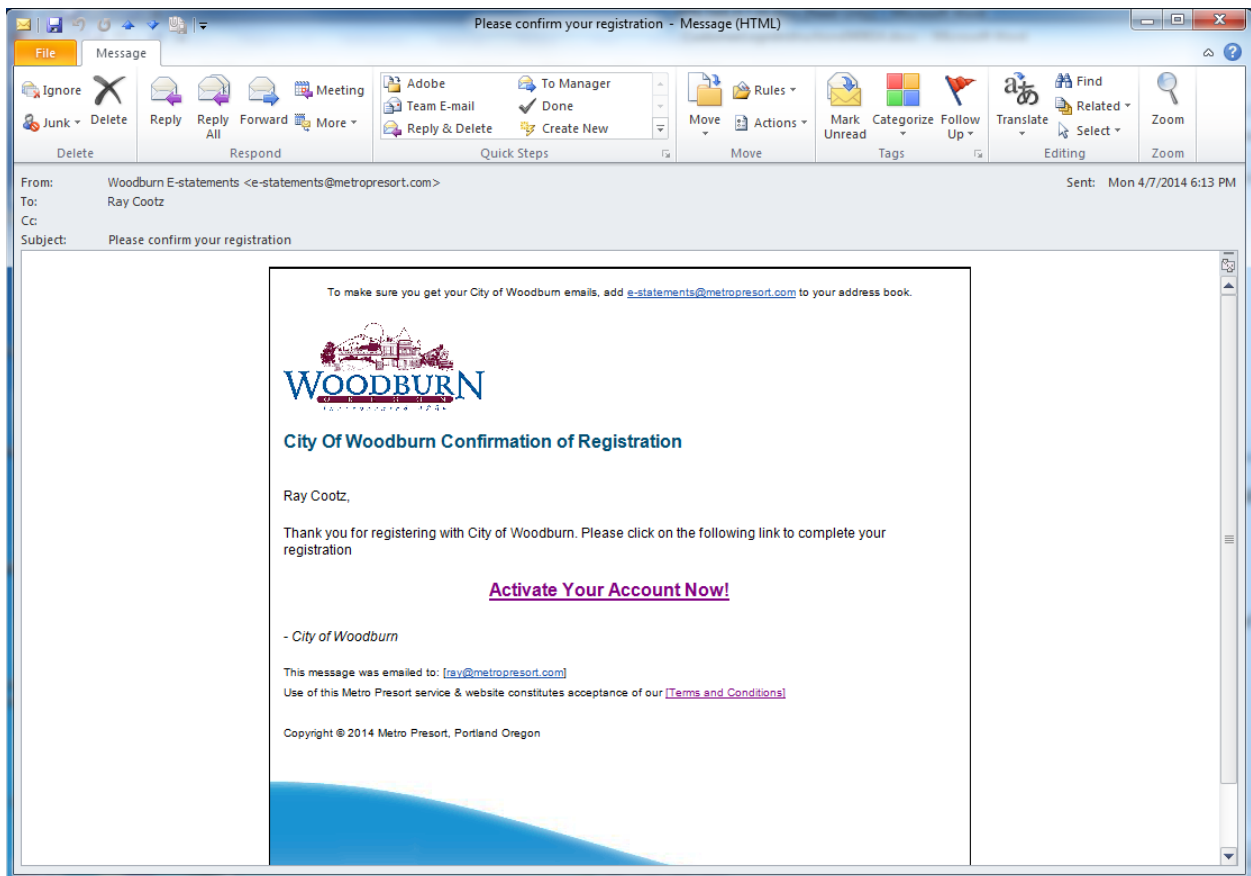 Please confirm your registration - Message (HTML)
File Message
Ignore
Junk
Delete
Reply
Reply All
Forward
Meeting
More
Adobe
Team E-mail
Reply & Delete
To Manager
Done
Create New
Move
Rules
Actions
Mark Unread
Categorize
Follow Up
Translate
Find
Related
Select
Zoom
Delete Respond Quick Steps Move Tags Editing Zoom
From: Woodburn E-statements <e-statements@metropresort.com> Sent: Mon 4/7/2014 6:13 PM
To: Ray Cootz
Cc:
Subject: Please confirm your registration
To make sure you get your City of Woodburn emails, add e-statements@metropresort.com to your address book.
WOODBURN
OREGON
City Of Woodburn Confirmation of Registration
Ray Cootz,
Thank you for registering with City of Woodburn. Please click on the following link to complete your
registration
Activate Your Account Now!
- City of Woodburn
This message was emailed to: [ray@metropresort.com]
Use of this Metro Presort service & website constitutes acceptance of our [Terms and Conditions]
Copyright © 2014 Metro Presort, Portland Oregon